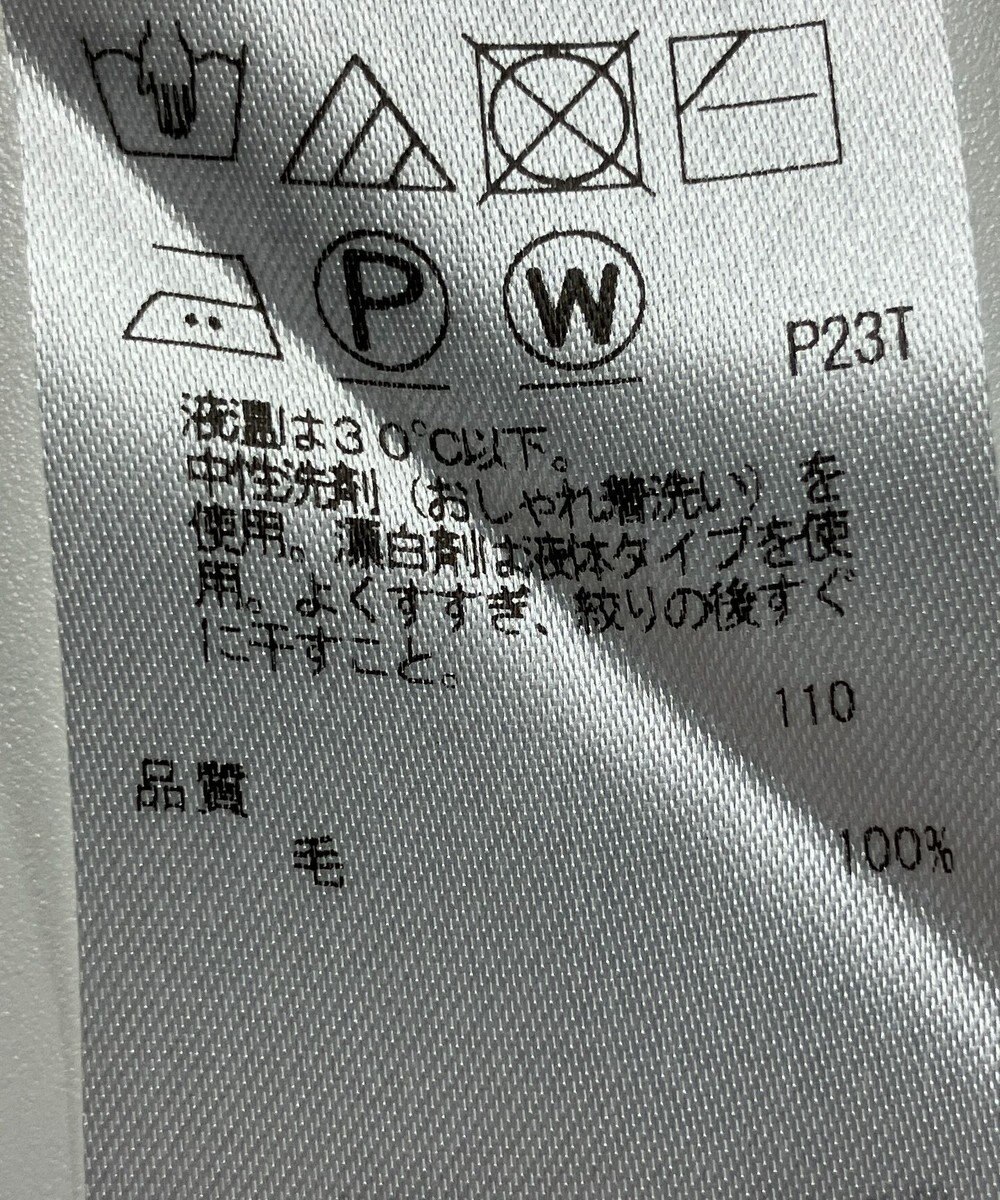 P
W
P23T
液温は30℃以下。
中性洗剤（おしゃれ着洗い）を
使用。漂白剤は液体タイプを使
用。よくすすぎ、絞りの後すぐ
に干すこと。
110
品質
毛 100%